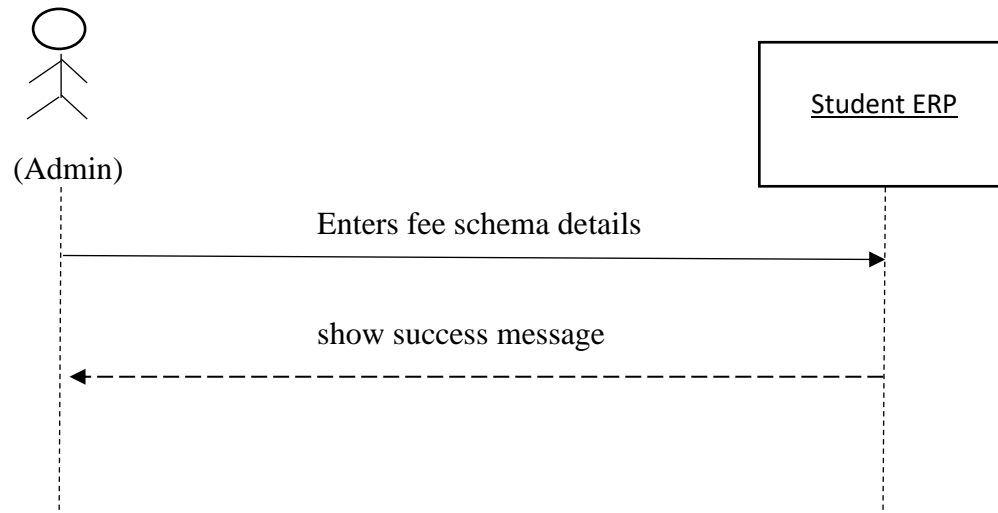 Student ERP
(Admin)
Enters fee schema details
show success message